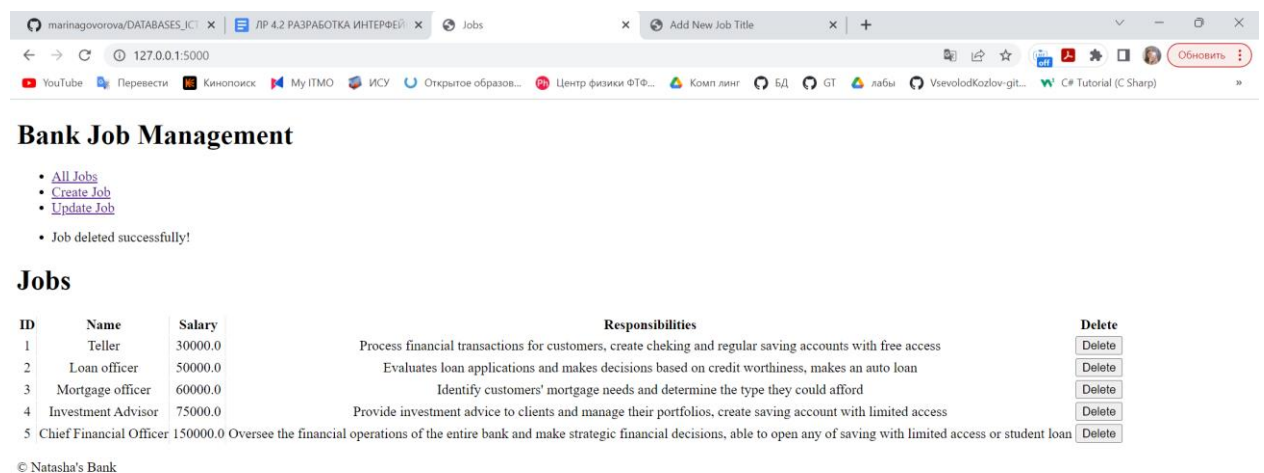 marinagovorova/DATABASES_ICT
ЛР 4.2 РАЗРАБОТКА ИНТЕРФЕЙ
Jobs
Add New Job Title
127.0.0.1:5000
off
Обновить
YouTube Перевести Кинопоиск My ITMO ИСУ Открытое образов... Центр физики ФТФ... Комп линг БД GT лабы VsevolodKozlov-git... C# Tutorial (C Sharp) »
Bank Job Management
• All Jobs
• Create Job
• Update Job
• Job deleted successfully!
Jobs
ID Name Salary Responsibilities Delete
1 Teller 30000.0 Process financial transactions for customers, create cheking and regular saving accounts with free access Delete
2 Loan officer 50000.0 Evaluates loan applications and makes decisions based on credit worthiness, makes an auto loan Delete
3 Mortgage officer 60000.0 Identify customers' mortgage needs and determine the type they could afford Delete
4 Investment Advisor 75000.0 Provide investment advice to clients and manage their portfolios, create saving account with limited access Delete
5 Chief Financial Officer 150000.0 Oversee the financial operations of the entire bank and make strategic financial decisions, able to open any of saving with limited access or student loan Delete
© Natasha's Bank